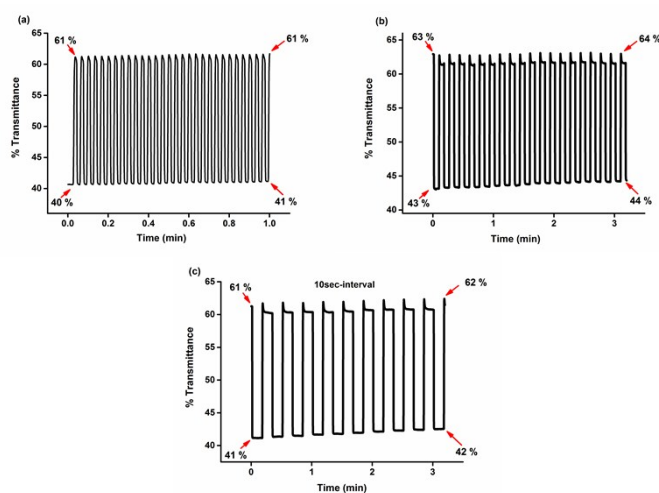 (a)
61 %
61 %
65
60
55
50
45
40
% Transmittance
40 %
41 %
0.0 0.2 0.4 0.6 0.8 1.0
Time (min)
(b)
63 %
64 %
65
60
55
50
45
40
% Transmittance
43 %
44 %
0 1 2 3
Time (min)
(c)
10sec-interval
61 %
62 %
65
60
55
50
45
40
% Transmittance
41 %
42 %
0 1 2 3
Time (min)